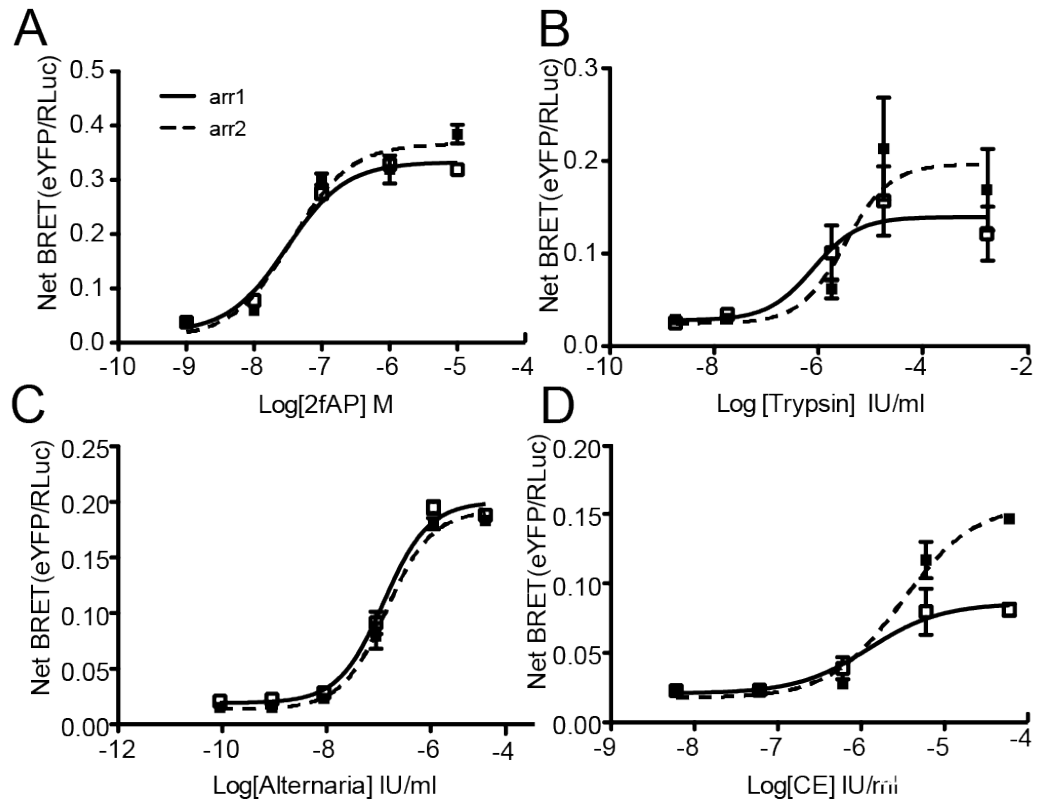 A
Net BRET(eYFP/RLuc)
0.5
0.4
0.3
0.2
0.1
0.0
arr1
arr2
-10 -9 -8 -7 -6 -5 -4
Log[2fAP] M
B
Net BRET(eYFP/RLuc)
0.3
0.2
0.1
0.0
-10 -8 -6 -4 -2
Log [Trypsin] IU/ml
C
Net BRET(eYFP/RLuc)
0.25
0.20
0.15
0.10
0.05
0.00
-12 -10 -8 -6 -4
Log[Alternaria] IU/ml
D
Net BRET(eYFP/RLuc)
0.20
0.15
0.10
0.05
0.00
-9 -8 -7 -6 -5 -4
Log[CE] IU/ml